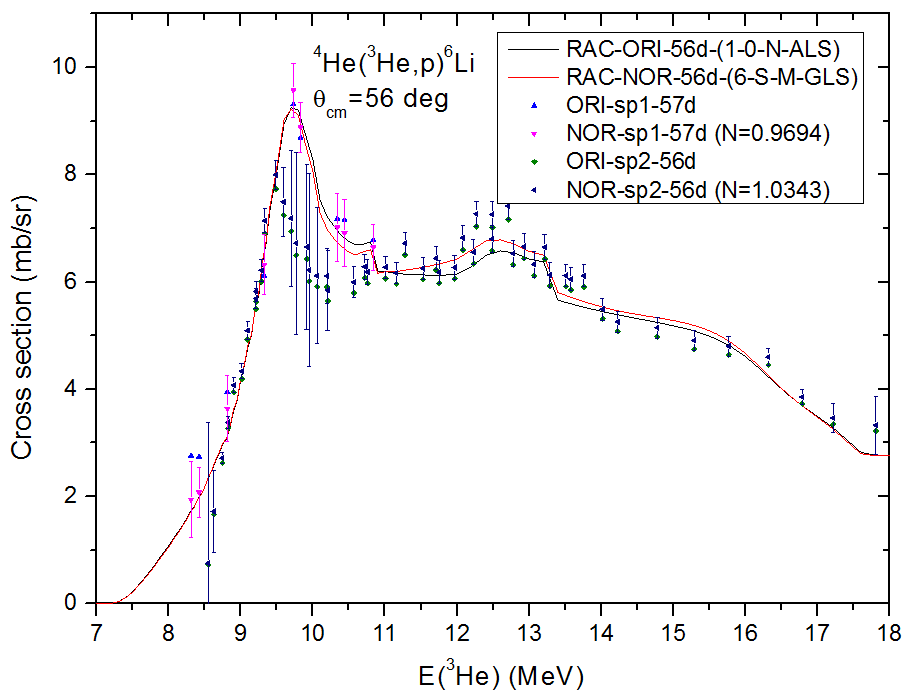 10
8
6
4
2
0
7
8
9
10
11
12
13
14
15
16
17
18
Cross section (mb/sr)
E(³He) (MeV)
⁴He(³He,p)⁶Li
θcm=56 deg
RAC-ORI-56d-(1-0-N-ALS)
RAC-NOR-56d-(6-S-M-GLS)
ORI-sp1-57d
NOR-sp1-57d (N=0.9694)
ORI-sp2-56d
NOR-sp2-56d (N=1.0343)